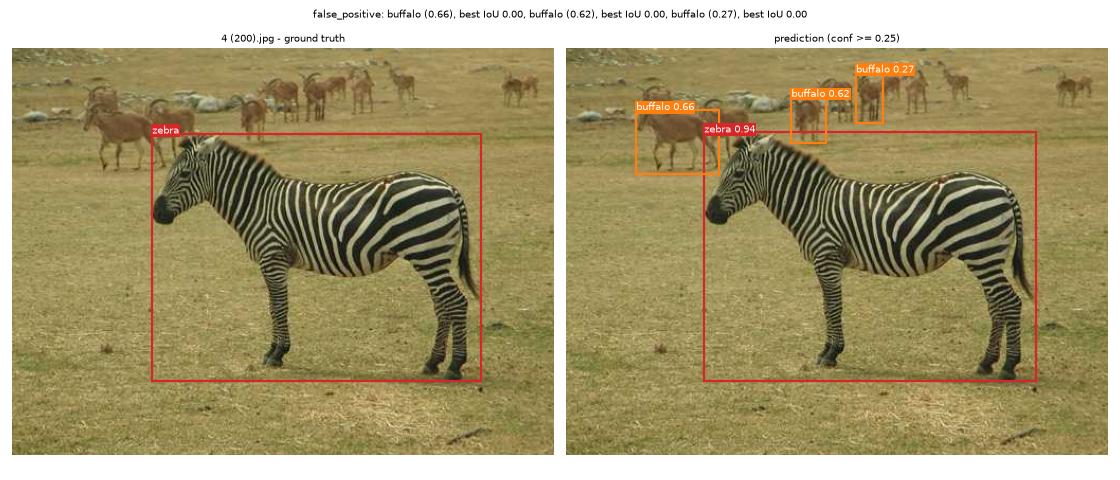 false_positive: buffalo (0.66), best IoU 0.00, buffalo (0.62), best IoU 0.00, buffalo (0.27), best IoU 0.00
4 (200).jpg - ground truth
prediction (conf >= 0.25)
zebra
buffalo 0.27
buffalo 0.62
buffalo 0.66
zebra 0.94